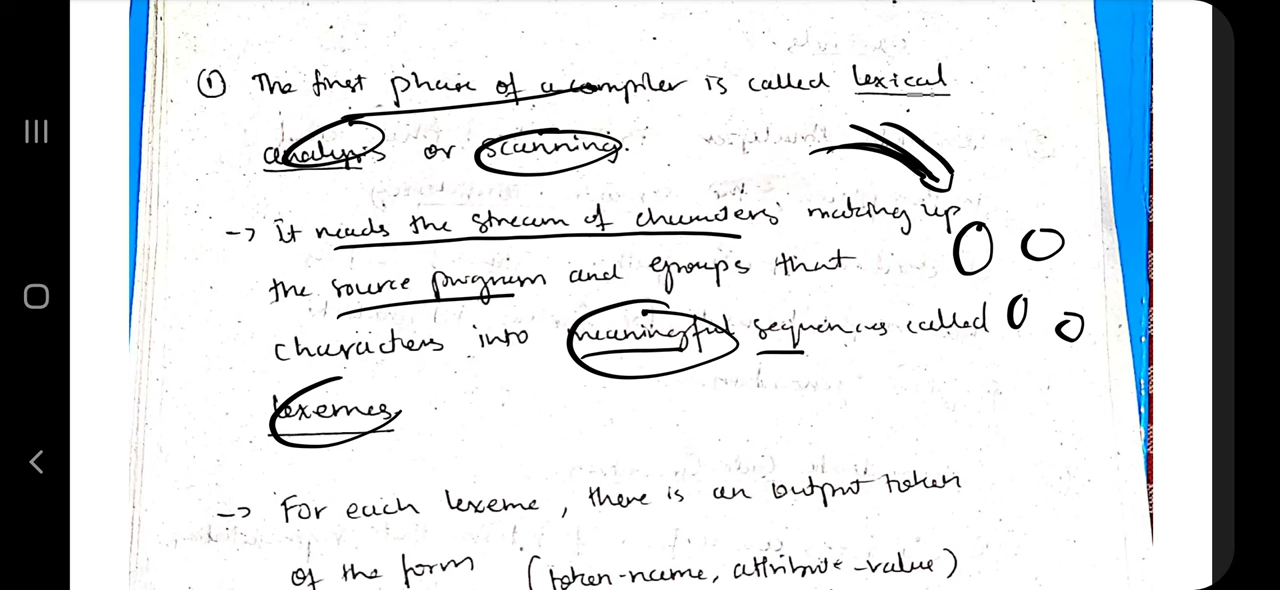 ① The first phase of a compiler is called lexical
analysis or scanning.
-> It reads the stream of characters making up
the source program and groups that
characters into meaningful sequences called
lexemes.
-> For each lexeme, there is an output token
of the form (token-name, attribute-value)